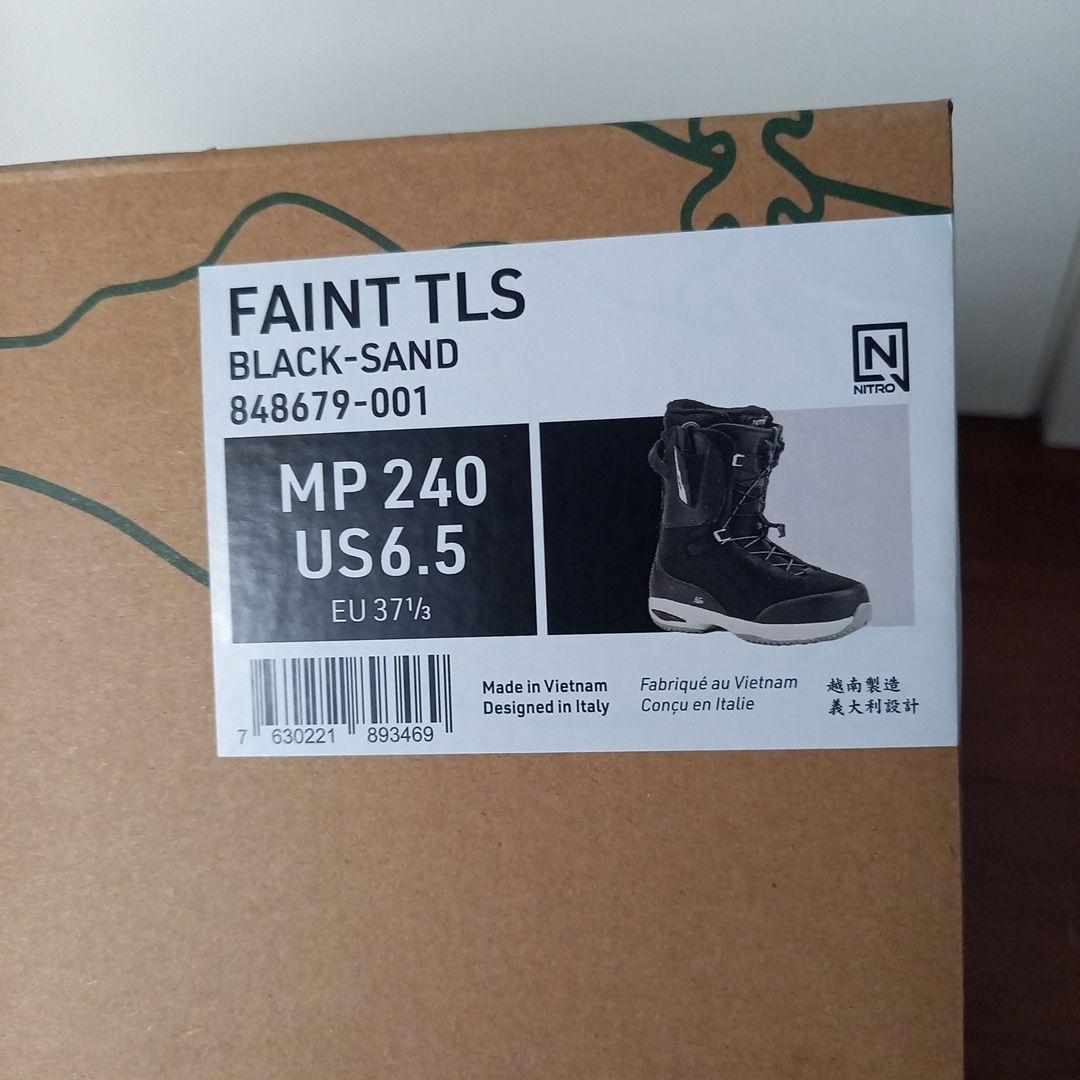 FAINT TLS
BLACK-SAND
848679-001
NITRO
MP 240
US6.5
EU 37⅓
Made in Vietnam
Designed in Italy
Fabriqué au Vietnam
Conçu en Italie
越南製造
義大利設計
7 630221 893469